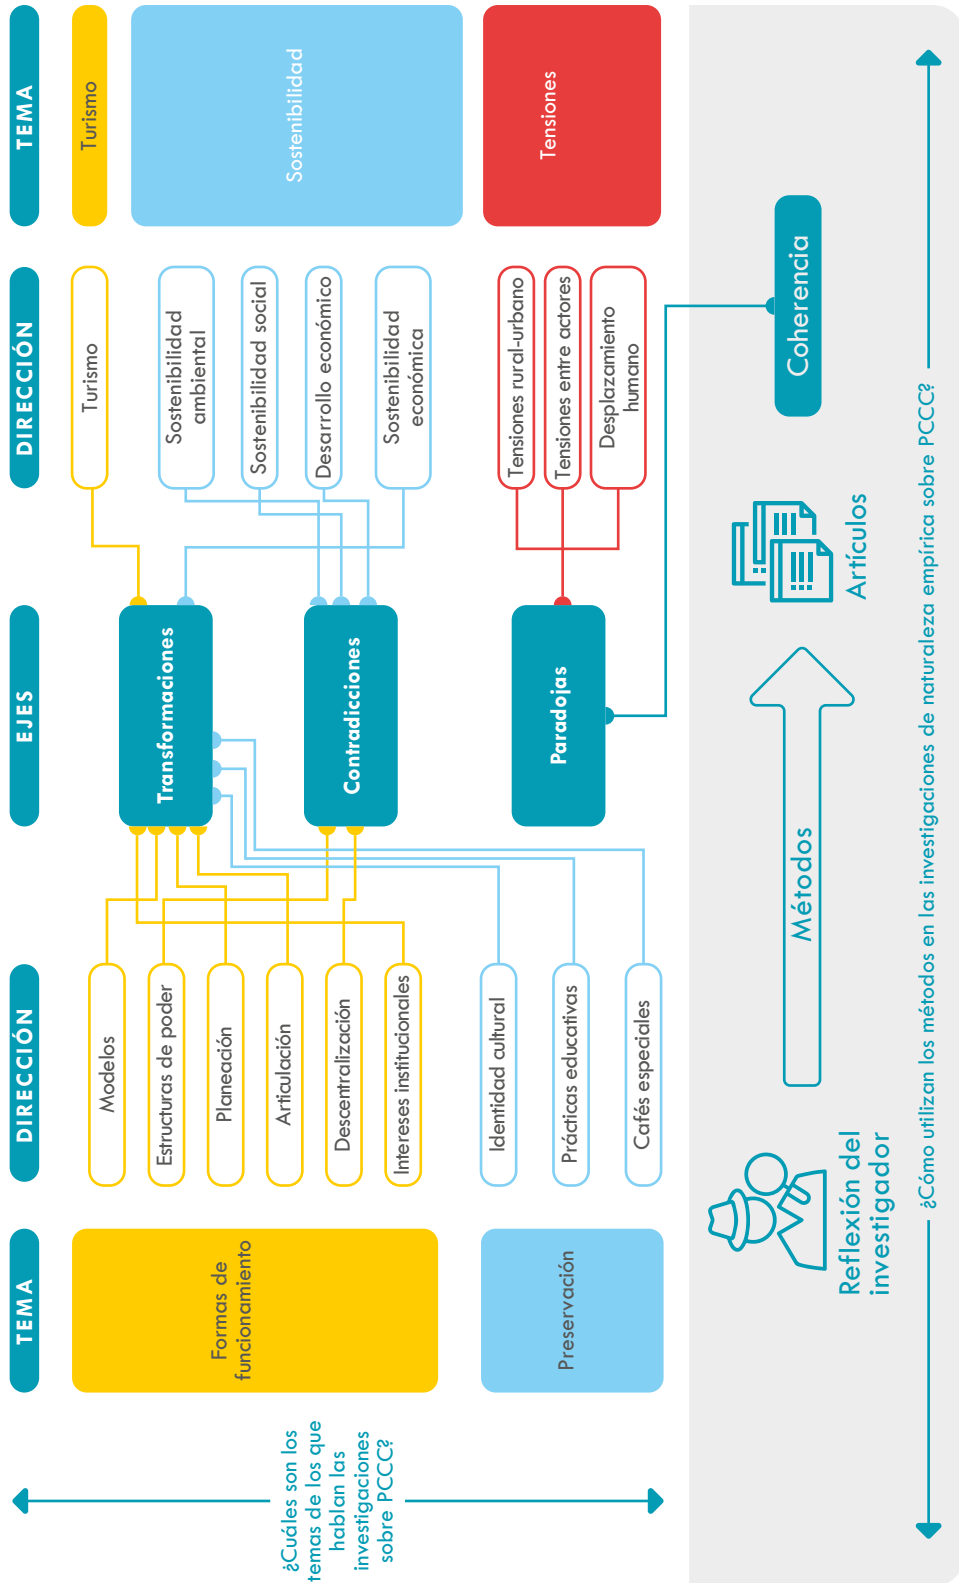 TEMA
DIRECCIÓN
EJES
DIRECCIÓN
TEMA
¿Cuáles son los
temas de los que
hablan las
investigaciones
sobre PCCC?
Formas de
funcionamiento
Modelos
Estructuras de poder
Planeación
Articulación
Descentralización
Intereses institucionales
Preservación
Identidad cultural
Prácticas educativas
Cafés especiales
Transformaciones
Contradicciones
Paradojas
Turismo
Sostenibilidad
ambiental
Sostenibilidad social
Desarrollo económico
Sostenibilidad
económica
Tensiones rural-urbano
Tensiones entre actores
Desplazamiento
humano
Turismo
Sostenibilidad
Tensiones
Reflexión del
investigador
Métodos
Artículos
Coherencia
¿Cómo utilizan los métodos en las investigaciones de naturaleza empírica sobre PCCC?